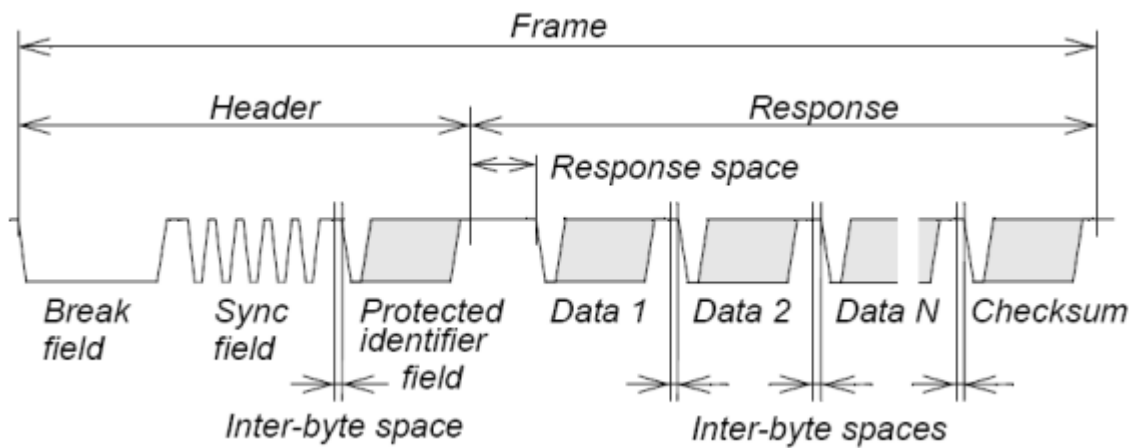 Frame
Header
Response
Response space
Break
field
Sync
field
Protected
identifier
field
Data 1
Data 2
Data N
Checksum
Inter-byte space
Inter-byte spaces